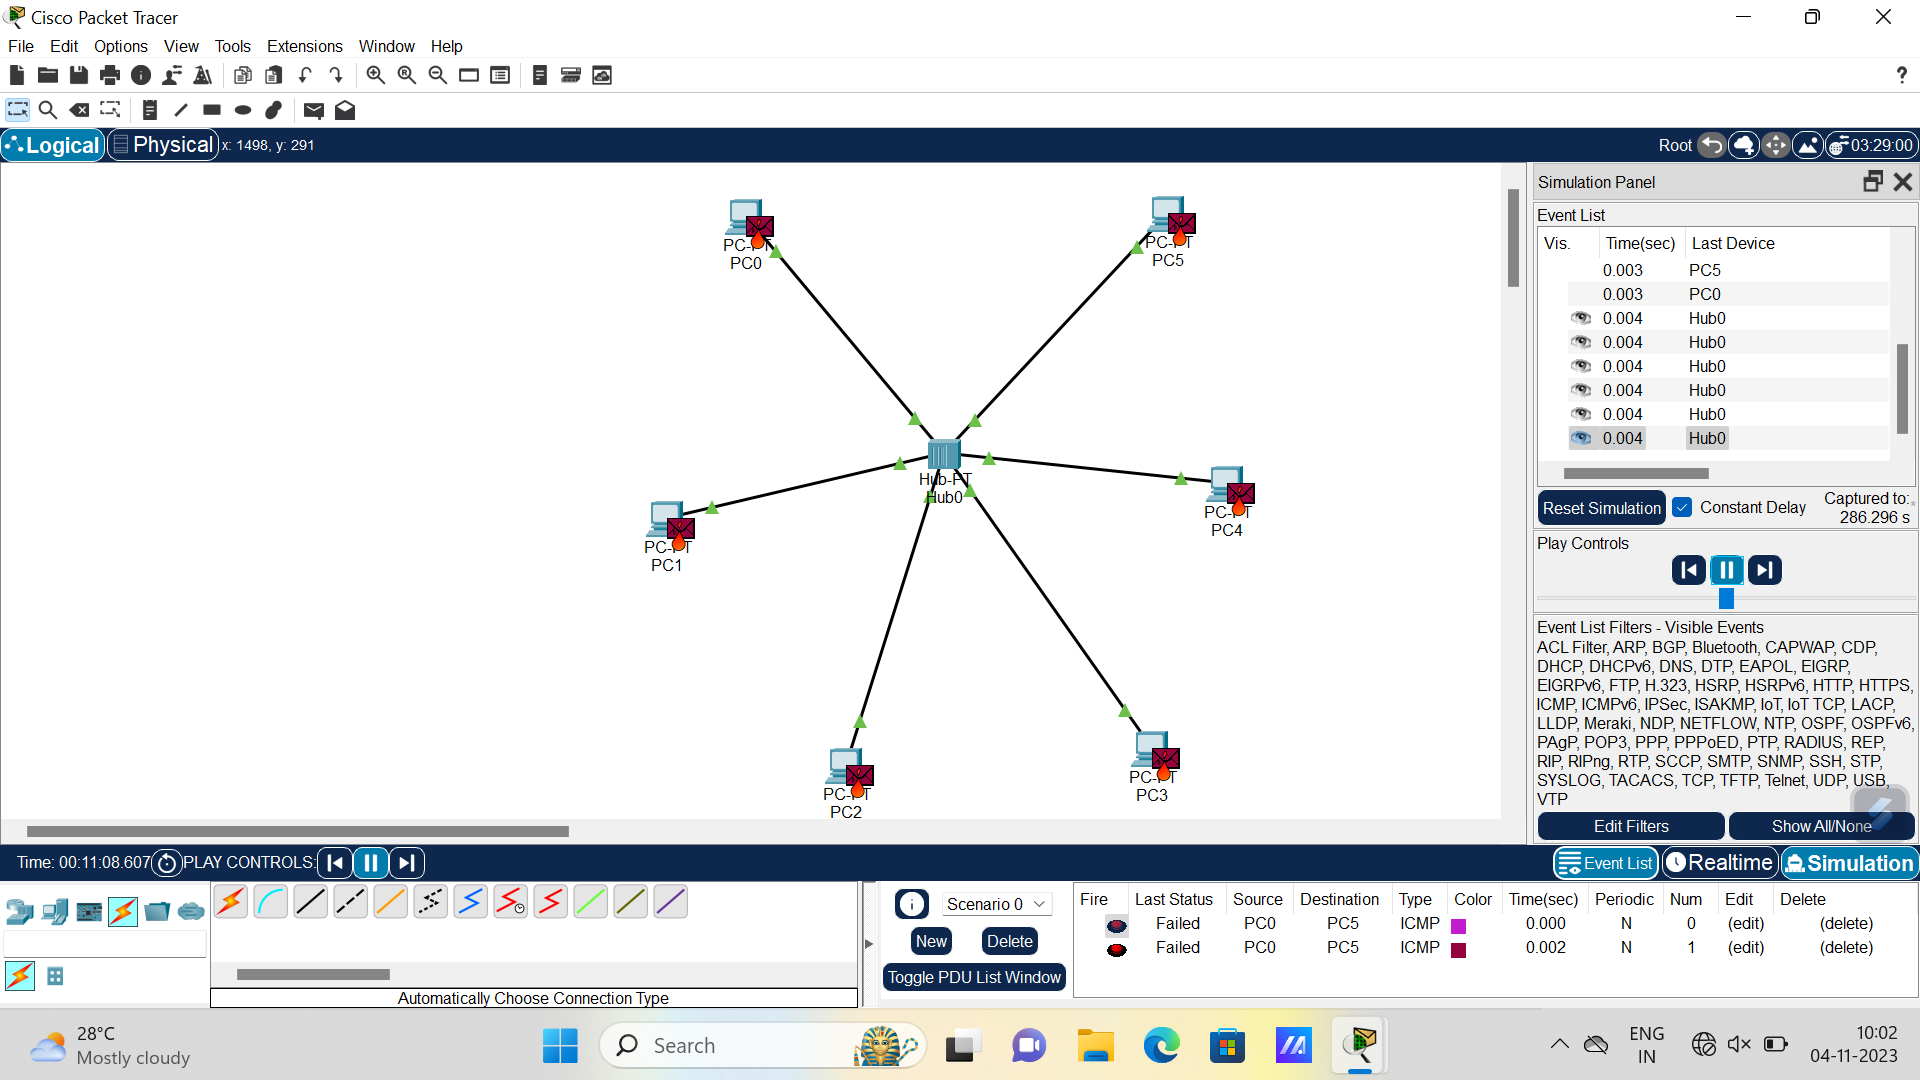 Cisco Packet Tracer
File Edit Options View Tools Extensions Window Help
?
Logical Physical x: 1498, y: 291 Root 03:29:00
PC-PT
PC0
PC-PT
PC5
Hub-PT
Hub0
PC-PT
PC4
PC-PT
PC1
PC-PT
PC3
PC-PT
PC2
Simulation Panel
Event List
Vis. Time(sec) Last Device
0.003 PC5
0.003 PC0
0.004 Hub0
0.004 Hub0
0.004 Hub0
0.004 Hub0
0.004 Hub0
0.004 Hub0
Reset Simulation Constant Delay Captured to:
286.296 s
Play Controls
Event List Filters - Visible Events
ACL Filter, ARP, BGP, Bluetooth, CAPWAP, CDP,
DHCP, DHCPv6, DNS, DTP, EAPOL, EIGRP,
EIGRPv6, FTP, H.323, HSRP, HSRPv6, HTTP, HTTPS,
ICMP, ICMPv6, IPSec, ISAKMP, IoT, IoT TCP, LACP,
LLDP, Meraki, NDP, NETFLOW, NTP, OSPF, OSPFv6,
PAgP, POP3, PPP, PPPoED, PTP, RADIUS, REP,
RIP, RIPng, RTP, SCCP, SMTP, SNMP, SSH, STP,
SYSLOG, TACACS, TCP, TFTP, Telnet, UDP, USB,
VTP
Edit Filters Show All/None
Time: 00:11:08.607 PLAY CONTROLS: Event List Realtime Simulation
Automatically Choose Connection Type
Scenario 0
New Delete
Toggle PDU List Window
Fire Last Status Source Destination Type Color Time(sec) Periodic Num Edit Delete
Failed PC0 PC5 ICMP 0.000 N 0 (edit) (delete)
Failed PC0 PC5 ICMP 0.002 N 1 (edit) (delete)
28°C
Mostly cloudy
Search
ENG
IN
10:02
04-11-2023